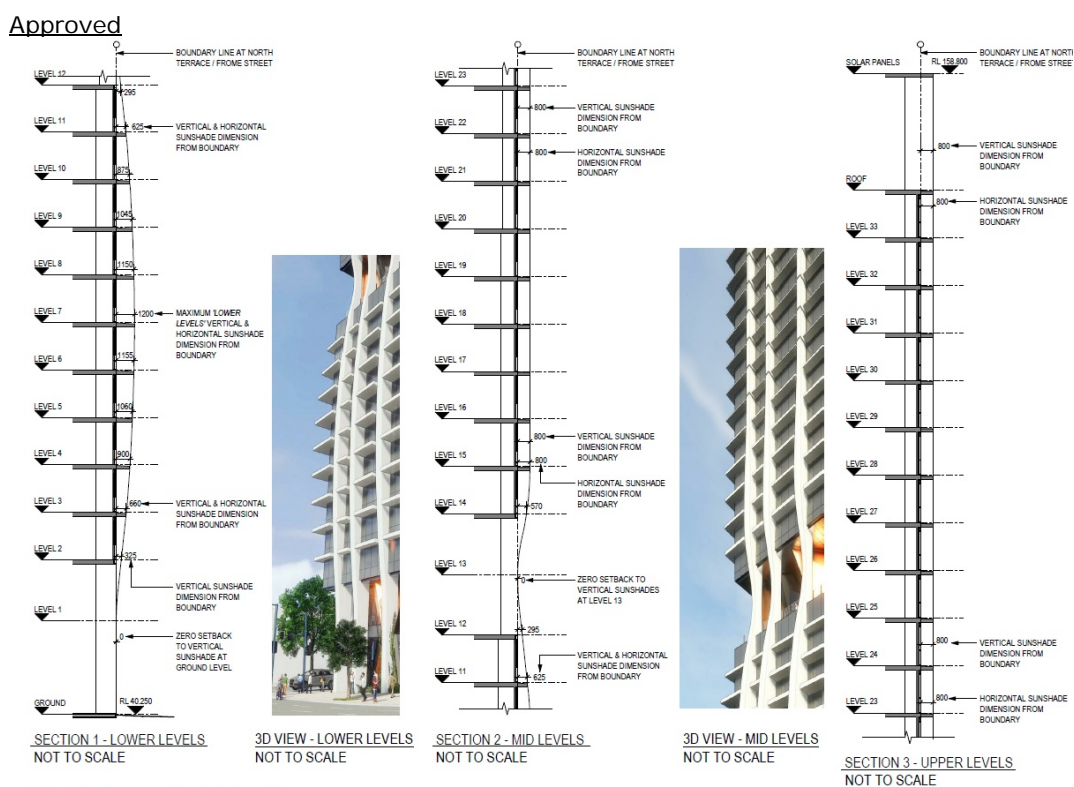 Approved
BOUNDARY LINE AT NORTH
TERRACE / FROME STREET
LEVEL 12
295
LEVEL 11
625
VERTICAL & HORIZONTAL
SUNSHADE DIMENSION
FROM BOUNDARY
LEVEL 10
875
LEVEL 9
1045
LEVEL 8
1150
LEVEL 7
1200
MAXIMUM 'LOWER
LEVELS' VERTICAL &
HORIZONTAL SUNSHADE
DIMENSION FROM
BOUNDARY
LEVEL 6
1155
LEVEL 5
1060
LEVEL 4
900
LEVEL 3
660
VERTICAL & HORIZONTAL
SUNSHADE DIMENSION
FROM BOUNDARY
LEVEL 2
325
VERTICAL SUNSHADE
DIMENSION FROM
BOUNDARY
LEVEL 1
0
ZERO SETBACK
TO VERTICAL
SUNSHADE AT
GROUND LEVEL
GROUND
RL 40.250
SECTION 1 - LOWER LEVELS
NOT TO SCALE
3D VIEW - LOWER LEVELS
NOT TO SCALE
BOUNDARY LINE AT NORTH
TERRACE / FROME STREET
LEVEL 23
800
VERTICAL SUNSHADE
DIMENSION FROM
BOUNDARY
LEVEL 22
800
HORIZONTAL SUNSHADE
DIMENSION FROM
BOUNDARY
LEVEL 21
LEVEL 20
LEVEL 19
LEVEL 18
LEVEL 17
LEVEL 16
800
VERTICAL SUNSHADE
DIMENSION FROM
BOUNDARY
LEVEL 15
800
HORIZONTAL SUNSHADE
DIMENSION FROM
BOUNDARY
LEVEL 14
570
LEVEL 13
0
ZERO SETBACK TO
VERTICAL SUNSHADES
AT LEVEL 13
LEVEL 12
295
LEVEL 11
625
VERTICAL & HORIZONTAL
SUNSHADE DIMENSION
FROM BOUNDARY
SECTION 2 - MID LEVELS
NOT TO SCALE
3D VIEW - MID LEVELS
NOT TO SCALE
BOUNDARY LINE AT NORTH
TERRACE / FROME STREET
SOLAR PANELS
RL 158.800
800
VERTICAL SUNSHADE
DIMENSION FROM
BOUNDARY
ROOF
800
HORIZONTAL SUNSHADE
DIMENSION FROM
BOUNDARY
LEVEL 33
LEVEL 32
LEVEL 31
LEVEL 30
LEVEL 29
LEVEL 28
LEVEL 27
LEVEL 26
LEVEL 25
800
VERTICAL SUNSHADE
DIMENSION FROM
BOUNDARY
LEVEL 24
LEVEL 23
800
HORIZONTAL SUNSHADE
DIMENSION FROM
BOUNDARY
SECTION 3 - UPPER LEVELS
NOT TO SCALE